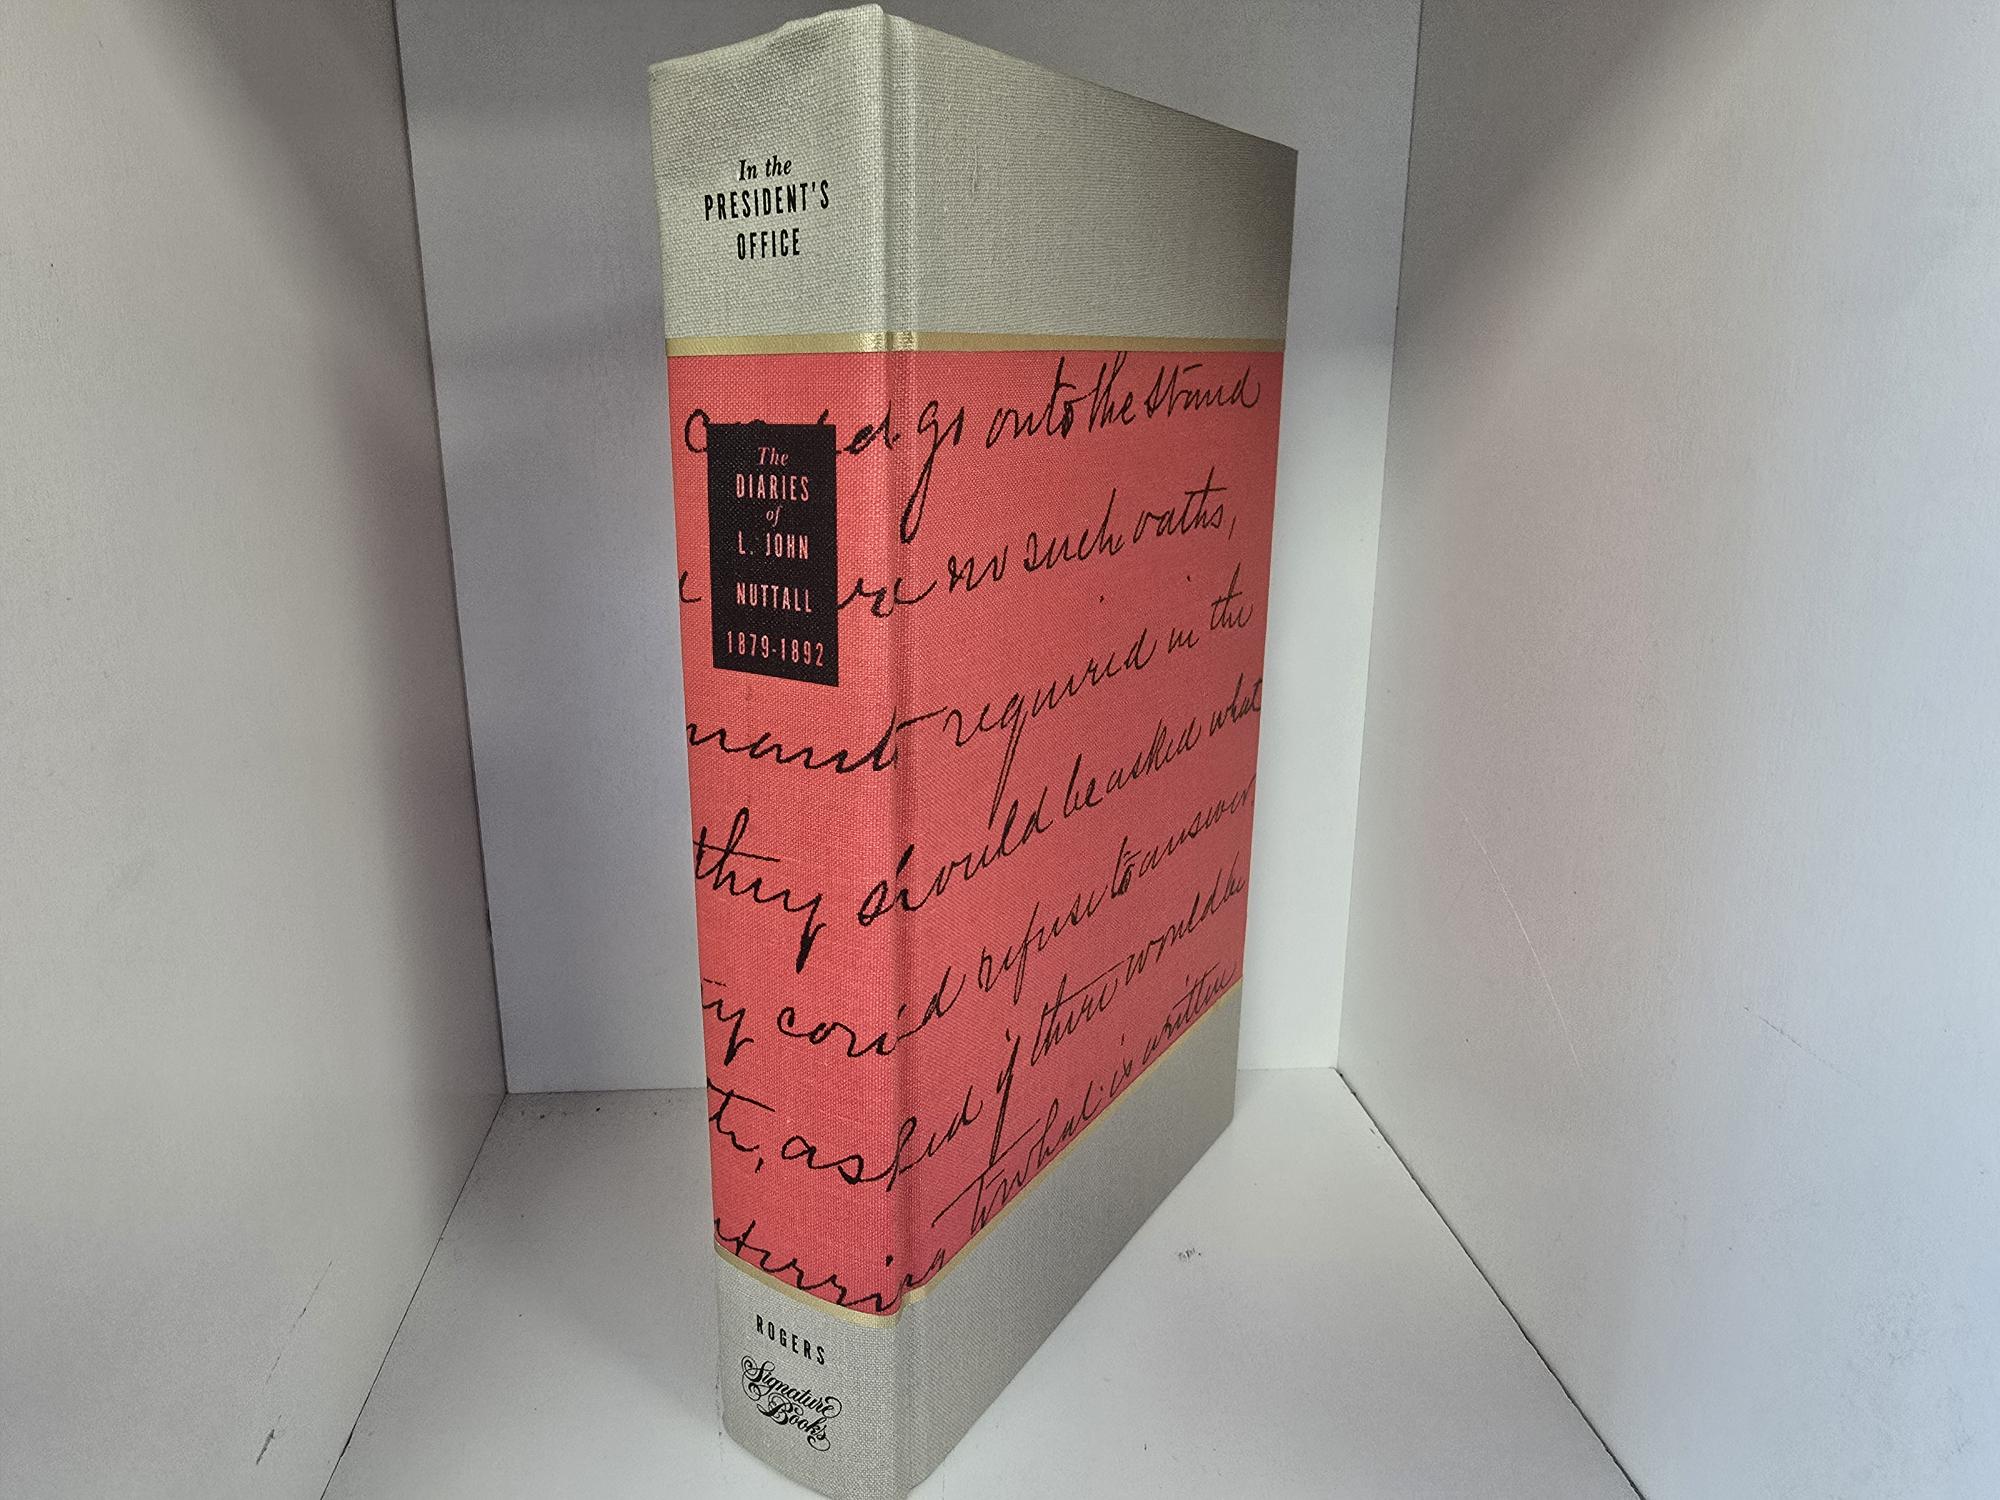 In the
PRESIDENT'S
OFFICE
The
DIARIES
of
L. JOHN
NUTTALL
1879-1892
ROGERS
Signature
Books
go onto the stand
no such oaths,
required in the
they should be asked what
could refuse to answer
asked if there would be
to what is written